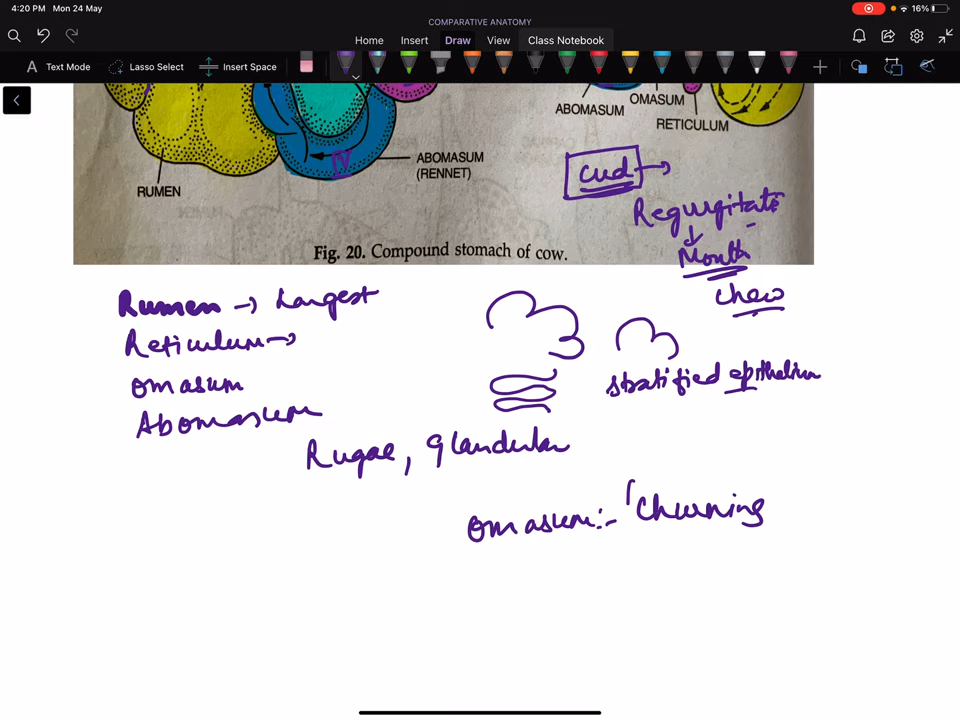 4:20 PM Mon 24 May
16%
COMPARATIVE ANATOMY
Home Insert Draw View Class Notebook
Text Mode Lasso Select Insert Space
ABOMASUM
OMASUM
RETICULUM
IV
ABOMASUM
(RENNET)
RUMEN
Cud →
Regurgitate
↓
Mouth
chew
Fig. 20. Compound stomach of cow.
Rumen → Largest
Reticulum →
omasum
Abomasum
stratified epithelium
Rugae, glandular
omasum:- 'Churning